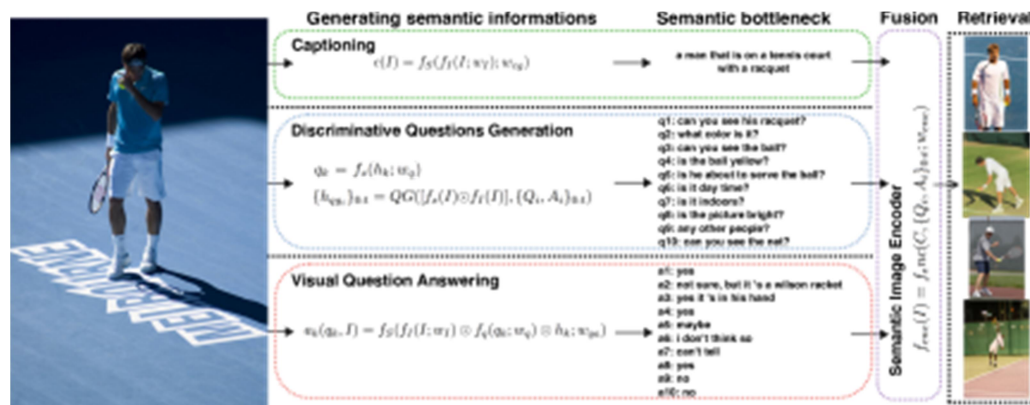 Generating semantic informations
Semantic bottleneck
Fusion
Retrieval
Captioning
a man that is on a tennis court
with a racquet
Discriminative Questions Generation
q1: can you see his racquet?
q2: what color is it?
q3: can you see the ball?
q4: is the ball yellow?
q5: is he about to serve the ball?
q6: is it day time?
q7: is it indoors?
q8: is the picture bright?
q9: any other people?
q10: can you see the net?
Visual Question Answering
a1: yes
a2: not sure, but it 's a wilson racket
a3: yes it 's in his hand
a4: yes
a5: maybe
a6: i don't think so
a7: can't tell
a8: yes
a9: no
a10: no
Semantic Image Encoder